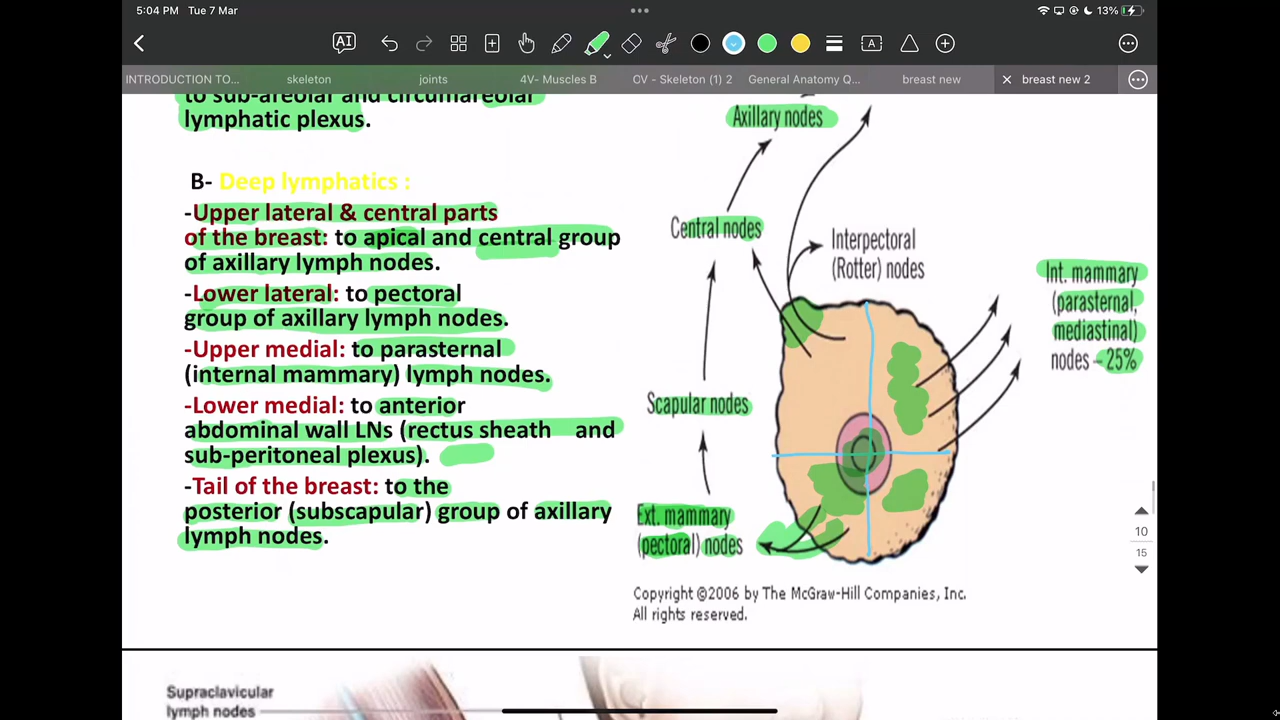 5:04 PM Tue 7 Mar
13%
AI
A
INTRODUCTION TO...
skeleton
joints
4V- Muscles B
CV - Skeleton (1) 2
General Anatomy Q...
breast new
breast new 2
to sub-areolar and circumareolar
lymphatic plexus.
B- Deep lymphatics :
-Upper lateral & central parts
of the breast: to apical and central group
of axillary lymph nodes.
-Lower lateral: to pectoral
group of axillary lymph nodes.
-Upper medial: to parasternal
(internal mammary) lymph nodes.
-Lower medial: to anterior
abdominal wall LNs (rectus sheath and
sub-peritoneal plexus).
-Tail of the breast: to the
posterior (subscapular) group of axillary
lymph nodes.
Axillary nodes
Central nodes
Interpectoral
(Rotter) nodes
Int. mammary
(parasternal,
mediastinal)
nodes – 25%
Scapular nodes
Ext. mammary
(pectoral) nodes
10
15
Copyright ©2006 by The McGraw-Hill Companies, Inc.
All rights reserved.
Supraclavicular
lymph nodes